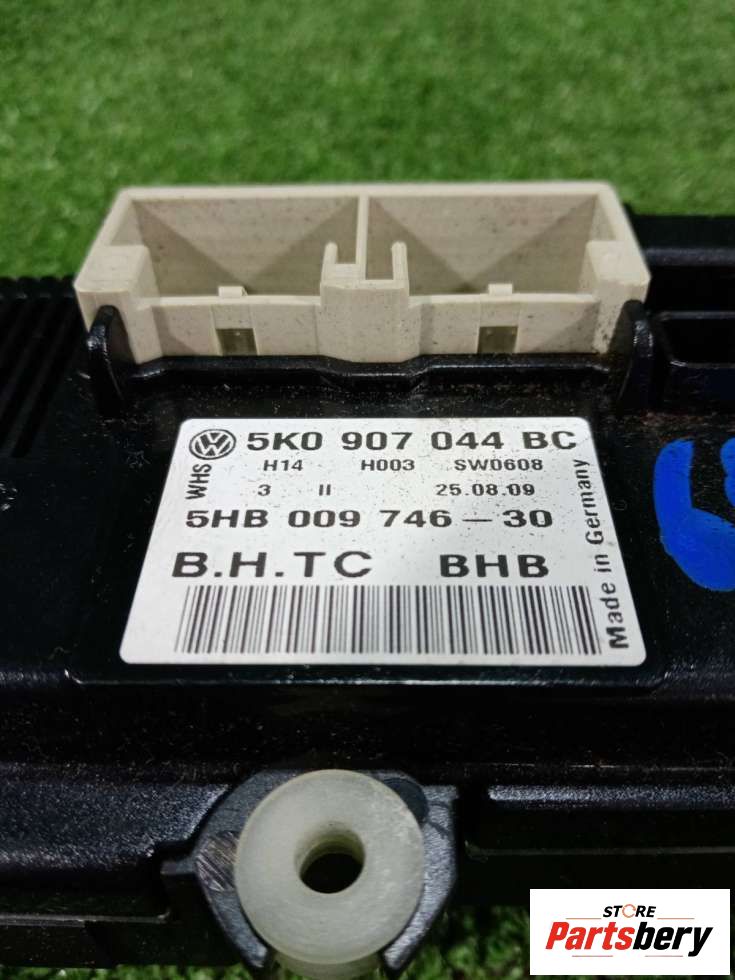 5K0 907 044 BC
WHS
H14 H003 SW0608
3 II 25.08.09
5HB 009 746-30
B.H.TC BHB
Made in Germany
STORE
Partsbery